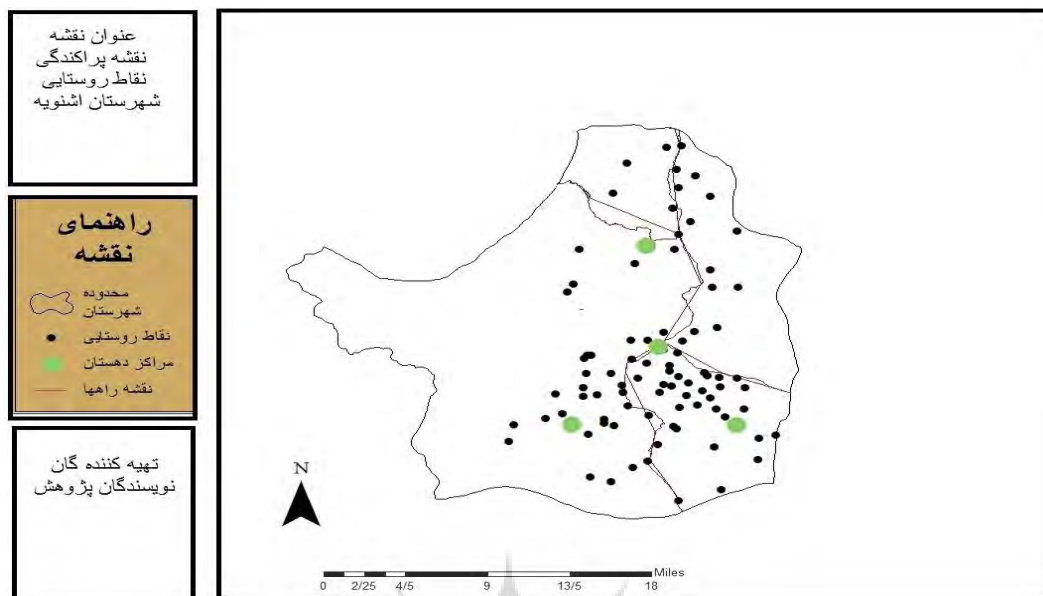 عنوان نقشه
نقشه پراکندگی
نقاط روستایی
شهرستان اشنویه
راهنمای
نقشه
محدوده
شهرستان
نقاط روستایی
مراکز دهستان
نقشه راهها
تهیه کننده گان
نویسندگان پژوهش
N
Miles
0 2/25 4/5 9 13/5 18